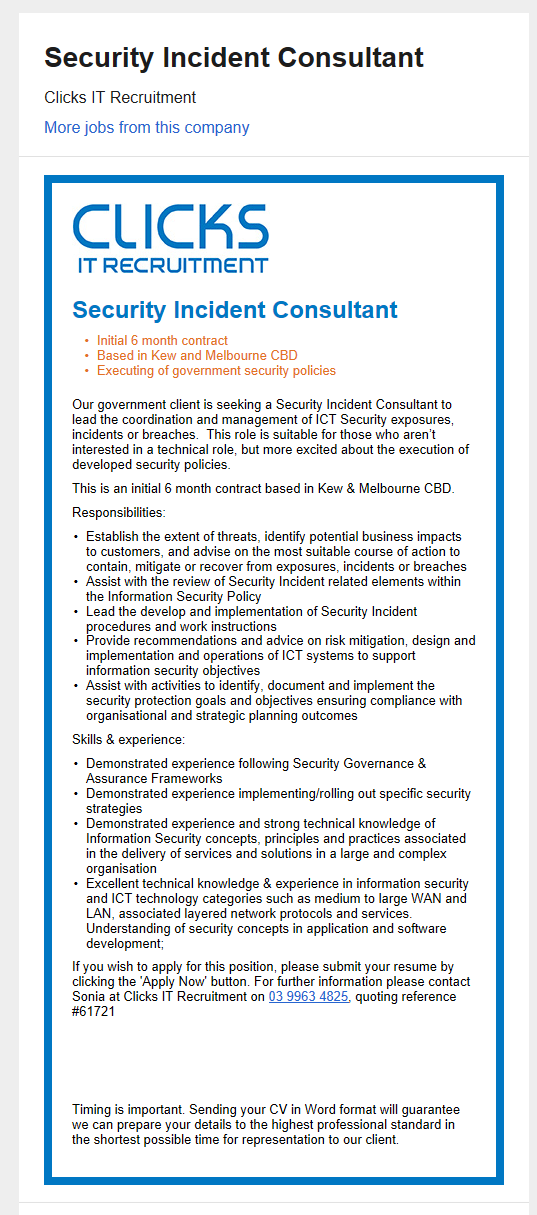 Security Incident Consultant
Clicks IT Recruitment
More jobs from this company
CLICKS
IT RECRUITMENT
Security Incident Consultant
• Initial 6 month contract
• Based in Kew and Melbourne CBD
• Executing of government security policies
Our government client is seeking a Security Incident Consultant to
lead the coordination and management of ICT Security exposures,
incidents or breaches.  This role is suitable for those who aren't
interested in a technical role, but more excited about the execution of
developed security policies.
This is an initial 6 month contract based in Kew & Melbourne CBD.
Responsibilities:
• Establish the extent of threats, identify potential business impacts
to customers, and advise on the most suitable course of action to
contain, mitigate or recover from exposures, incidents or breaches
• Assist with the review of Security Incident related elements within
the Information Security Policy
• Lead the develop and implementation of Security Incident
procedures and work instructions
• Provide recommendations and advice on risk mitigation, design and
implementation and operations of ICT systems to support
information security objectives
• Assist with activities to identify, document and implement the
security protection goals and objectives ensuring compliance with
organisational and strategic planning outcomes
Skills & experience:
• Demonstrated experience following Security Governance &
Assurance Frameworks
• Demonstrated experience implementing/rolling out specific security
strategies
• Demonstrated experience and strong technical knowledge of
Information Security concepts, principles and practices associated
in the delivery of services and solutions in a large and complex
organisation
• Excellent technical knowledge & experience in information security
and ICT technology categories such as medium to large WAN and
LAN, associated layered network protocols and services.
Understanding of security concepts in application and software
development;
If you wish to apply for this position, please submit your resume by
clicking the 'Apply Now' button. For further information please contact
Sonia at Clicks IT Recruitment on 03 9963 4825, quoting reference
#61721
Timing is important. Sending your CV in Word format will guarantee
we can prepare your details to the highest professional standard in
the shortest possible time for representation to our client.